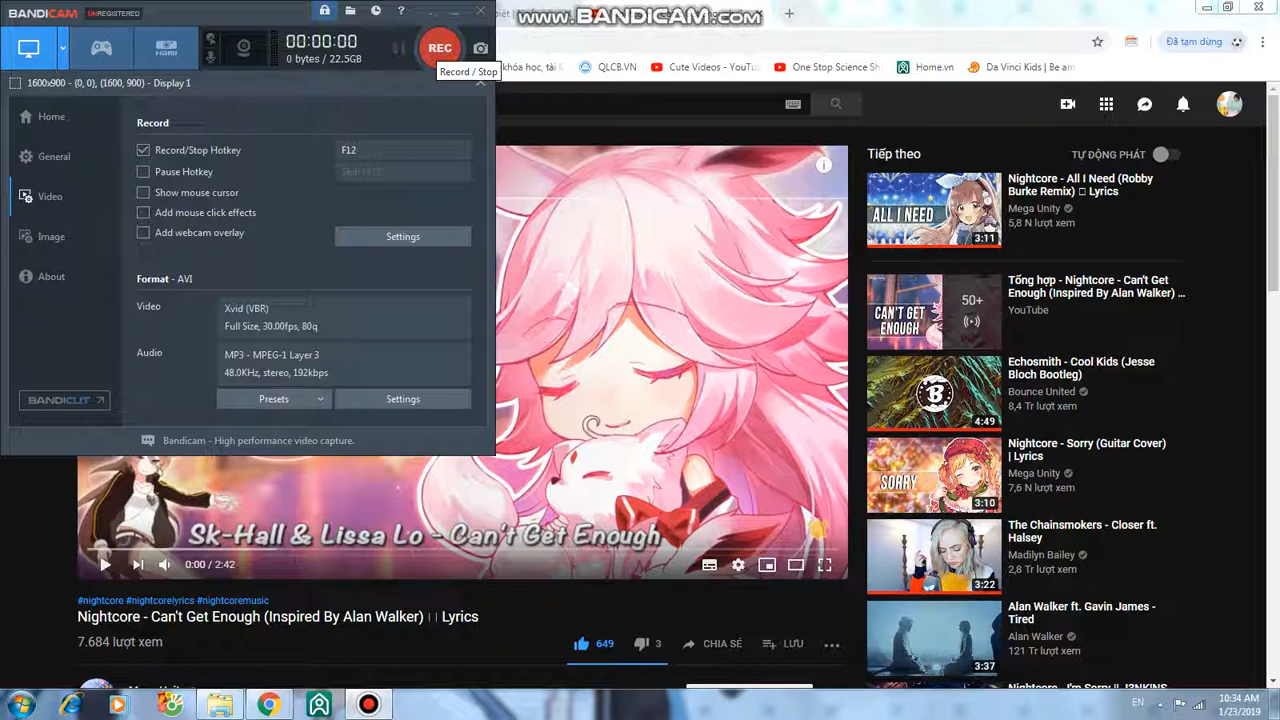 BANDICAM UNREGISTERED
www.BANDICAM.com
HDMI
00:00:00
0 bytes / 22.5GB
REC
Record / Stop
1600x900 - (0, 0), (1600, 900) - Display 1
Home
General
Video
Image
About
BANDICUT
Record
Record/Stop Hotkey
F12
Pause Hotkey
Show mouse cursor
Add mouse click effects
Add webcam overlay
Settings
Format - AVI
Video
Xvid (VBR)
Full Size, 30.00fps, 80q
Audio
MP3 - MPEG-1 Layer 3
48.0KHz, stereo, 192kbps
Presets
Settings
Bandicam - High performance video capture.
Đã tạm dừng
khóa học, tài li
QLCB.VN
Cute Videos - YouTu
One Stop Science Sh
Home.vn
Da Vinci Kids | Be am
Sk-Hall & Lissa Lo - Can't Get Enough
0:00 / 2:42
#nightcore #nightcorelyrics #nightcoremusic
Nightcore - Can't Get Enough (Inspired By Alan Walker) Lyrics
7.684 lượt xem
649
3
CHIA SẺ
LƯU
Tiếp theo
TỰ ĐỘNG PHÁT
ALL I NEED
3:11
Nightcore - All I Need (Robby
Burke Remix) Lyrics
Mega Unity
5,8 N lượt xem
CAN'T GET
ENOUGH
50+
Tổng hợp - Nightcore - Can't Get
Enough (Inspired By Alan Walker) ...
YouTube
B
4:49
Echosmith - Cool Kids (Jesse
Bloch Bootleg)
Bounce United
8,4 Tr lượt xem
SORRY
3:10
Nightcore - Sorry (Guitar Cover)
| Lyrics
Mega Unity
7,6 N lượt xem
3:22
The Chainsmokers - Closer ft.
Halsey
Madilyn Bailey
2,8 Tr lượt xem
3:37
Alan Walker ft. Gavin James -
Tired
Alan Walker
121 Tr lượt xem
EN
10:34 AM
1/23/2019